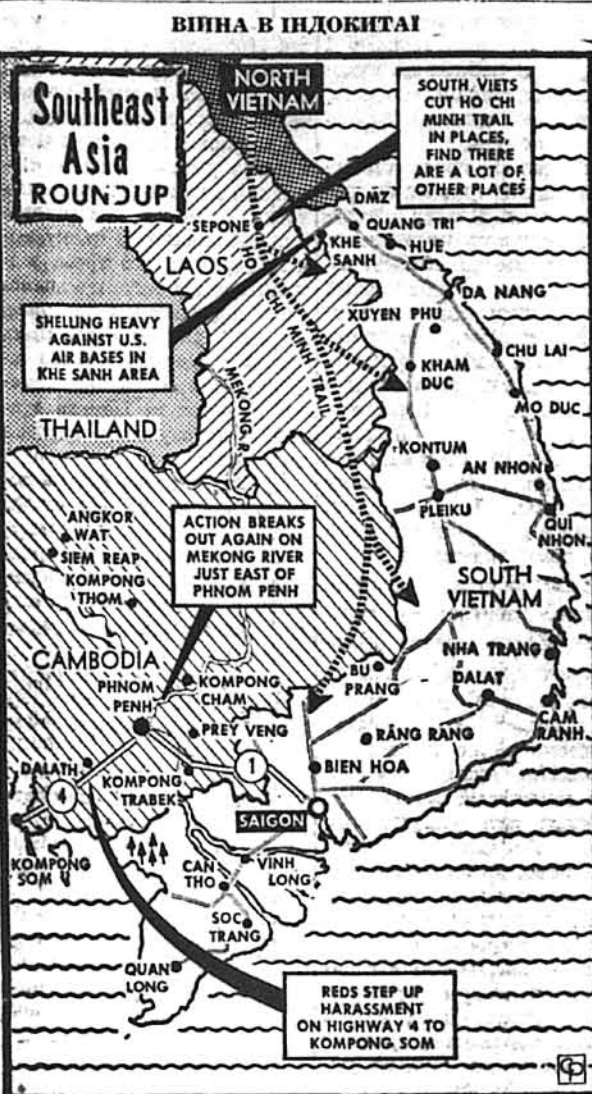 ВІЙНА В ІНДОКИТАЇ
Southeast
Asia
ROUNDUP
NORTH
VIETNAM
SOUTH VIETS
CUT HO CHI
MINH TRAIL
IN PLACES,
FIND THERE
ARE A LOT OF
OTHER PLACES
DMZ
SEPONE
QUANG TRI
KHE
SANH
HUE
LAOS
HO CHI MINH TRAIL
DA NANG
SHELLING HEAVY
AGAINST U.S.
AIR BASES IN
KHE SANH AREA
XUYEN PHU
CHU LAI
KHAM
DUC
MEKONG R.
MO DUC
THAILAND
KONTUM
AN NHON
PLEIKU
QUI
NHON
ANGKOR
WAT
SIEM REAP
KOMPONG
THOM
ACTION BREAKS
OUT AGAIN ON
MEKONG RIVER
JUST EAST OF
PHNOM PENH
SOUTH
VIETNAM
CAMBODIA
NHA TRANG
PHNOM
PENH
KOMPONG
CHAM
BU
PRANG
DALAT
CAM
RANH
PREY VENG
RANG RANG
DALATH
4
KOMPONG
TRABEK
1
BIEN HOA
SAIGON
KOMPONG
SOM
CAN
THO
VINH
LONG
SOC
TRANG
QUAN
LONG
REDS STEP UP
HARASSMENT
ON HIGHWAY 4 TO
KOMPONG SOM
CP